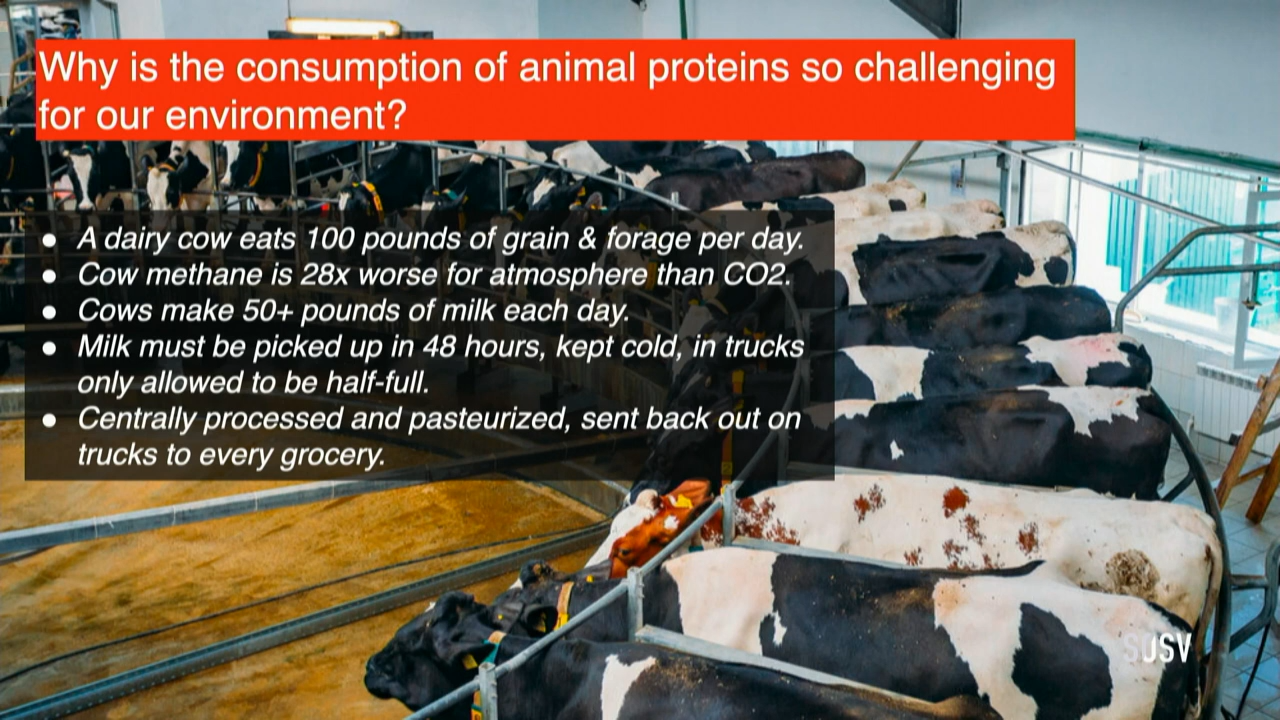 Why is the consumption of animal proteins so challenging
for our environment?
● A dairy cow eats 100 pounds of grain & forage per day.
● Cow methane is 28x worse for atmosphere than CO2.
● Cows make 50+ pounds of milk each day.
● Milk must be picked up in 48 hours, kept cold, in trucks
only allowed to be half-full.
● Centrally processed and pasteurized, sent back out on
trucks to every grocery.
SOSV